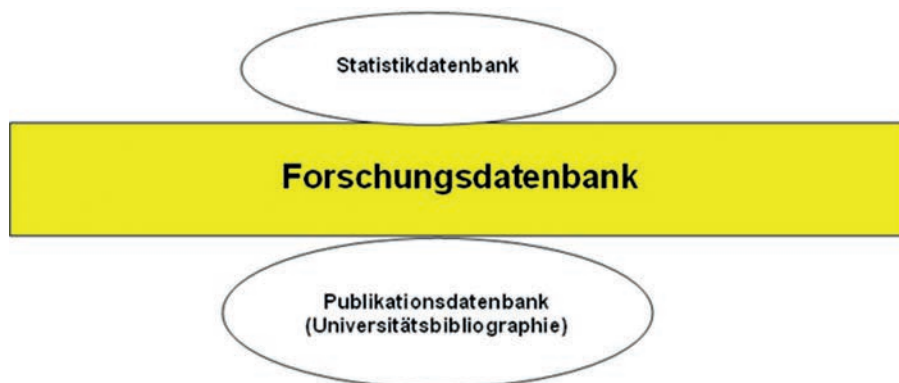 Statistikdatenbank
Forschungsdatenbank
Publikationsdatenbank
(Universitätsbibliographie)